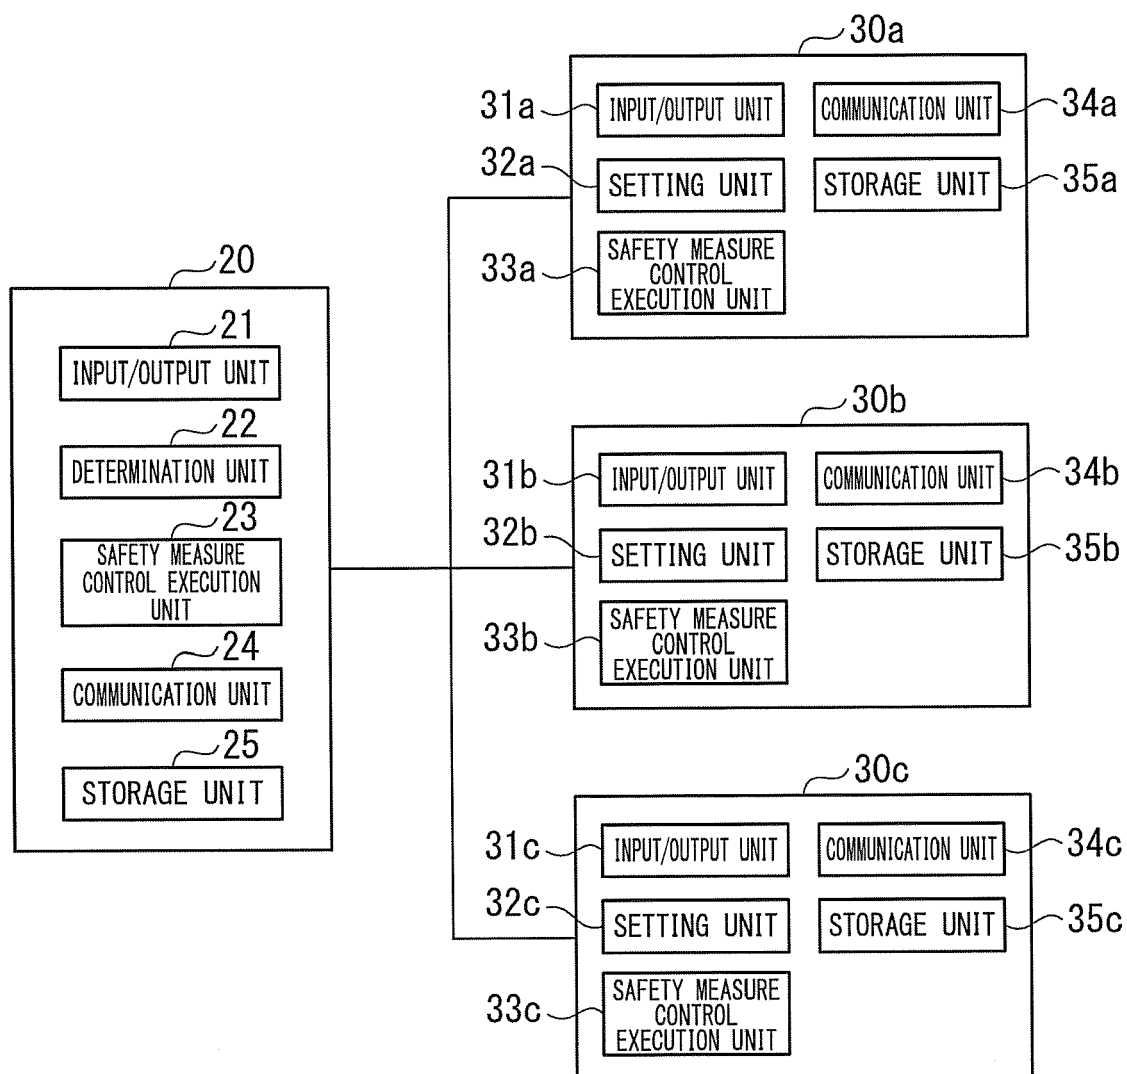 20
21
INPUT/OUTPUT UNIT
22
DETERMINATION UNIT
23
SAFETY MEASURE
CONTROL EXECUTION
UNIT
24
COMMUNICATION UNIT
25
STORAGE UNIT
30a
31a
INPUT/OUTPUT UNIT
COMMUNICATION UNIT
34a
32a
SETTING UNIT
STORAGE UNIT
35a
33a
SAFETY MEASURE
CONTROL
EXECUTION UNIT
30b
31b
INPUT/OUTPUT UNIT
COMMUNICATION UNIT
34b
32b
SETTING UNIT
STORAGE UNIT
35b
33b
SAFETY MEASURE
CONTROL
EXECUTION UNIT
30c
31c
INPUT/OUTPUT UNIT
COMMUNICATION UNIT
34c
32c
SETTING UNIT
STORAGE UNIT
35c
33c
SAFETY MEASURE
CONTROL
EXECUTION UNIT